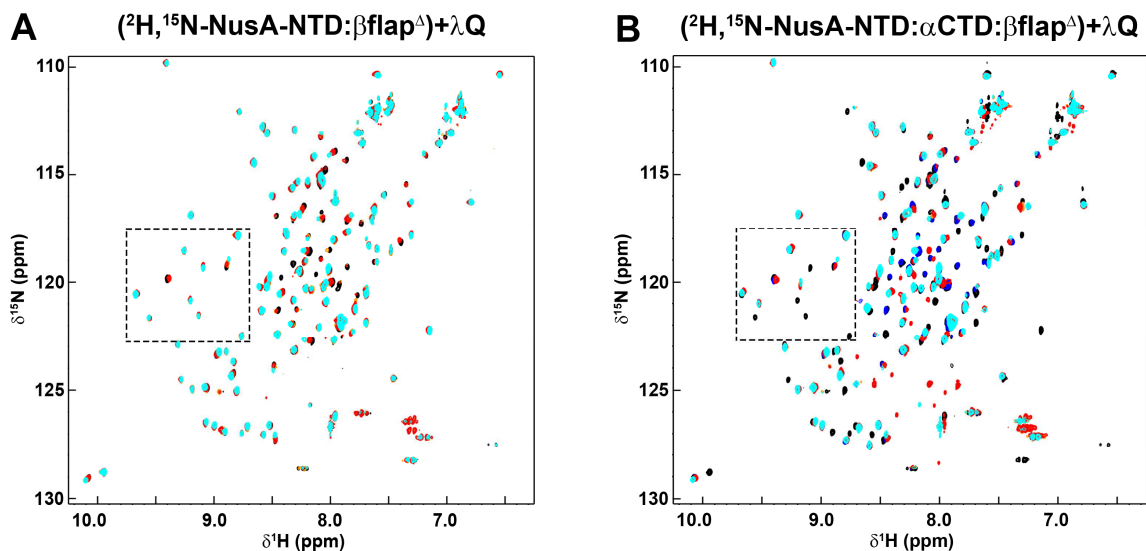 A
(²H,¹⁵N-NusA-NTD:βflapᐞ)+λQ
110
115
120
125
130
δ¹⁵N (ppm)
10.0 9.0 8.0 7.0
δ¹H (ppm)
B
(²H,¹⁵N-NusA-NTD:αCTD:βflapᐞ)+λQ
110
115
120
125
130
δ¹⁵N (ppm)
10.0 9.0 8.0 7.0
δ¹H (ppm)